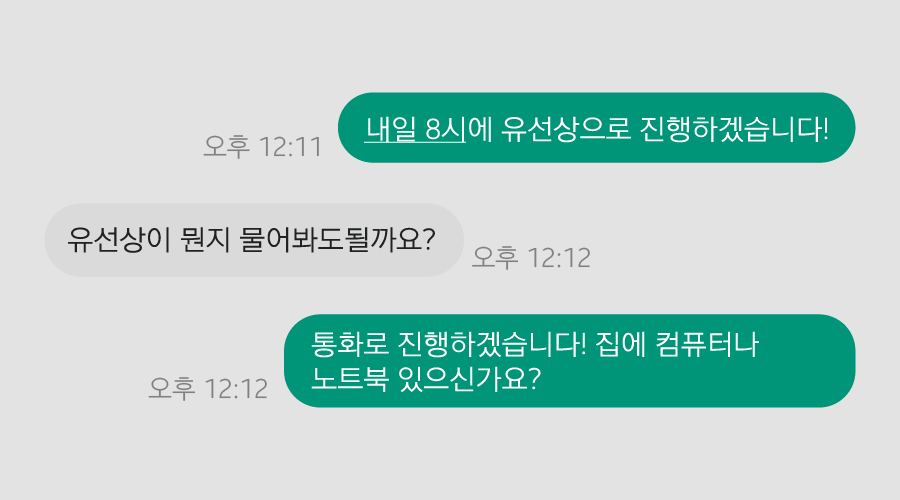 내일 8시에 유선상으로 진행하겠습니다!
오후 12:11
유선상이 뭔지 물어봐도될까요?
오후 12:12
통화로 진행하겠습니다! 집에 컴퓨터나
노트북 있으신가요?
오후 12:12